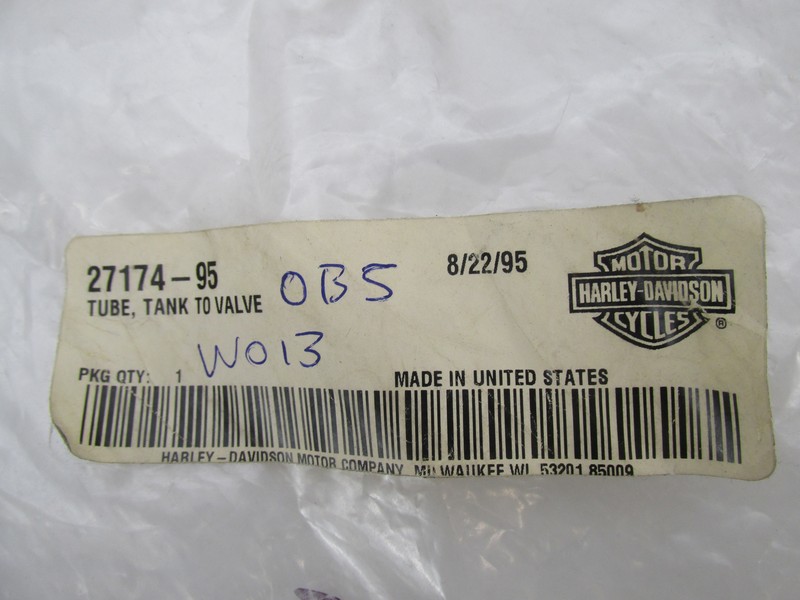 27174-95
OBS
8/22/95
MOTOR
HARLEY-DAVIDSON
CYCLES
®
TUBE, TANK TO VALVE
W013
PKG QTY: 1
MADE IN UNITED STATES
HARLEY-DAVIDSON MOTOR COMPANY, MILWAUKEE WI 53201 85009